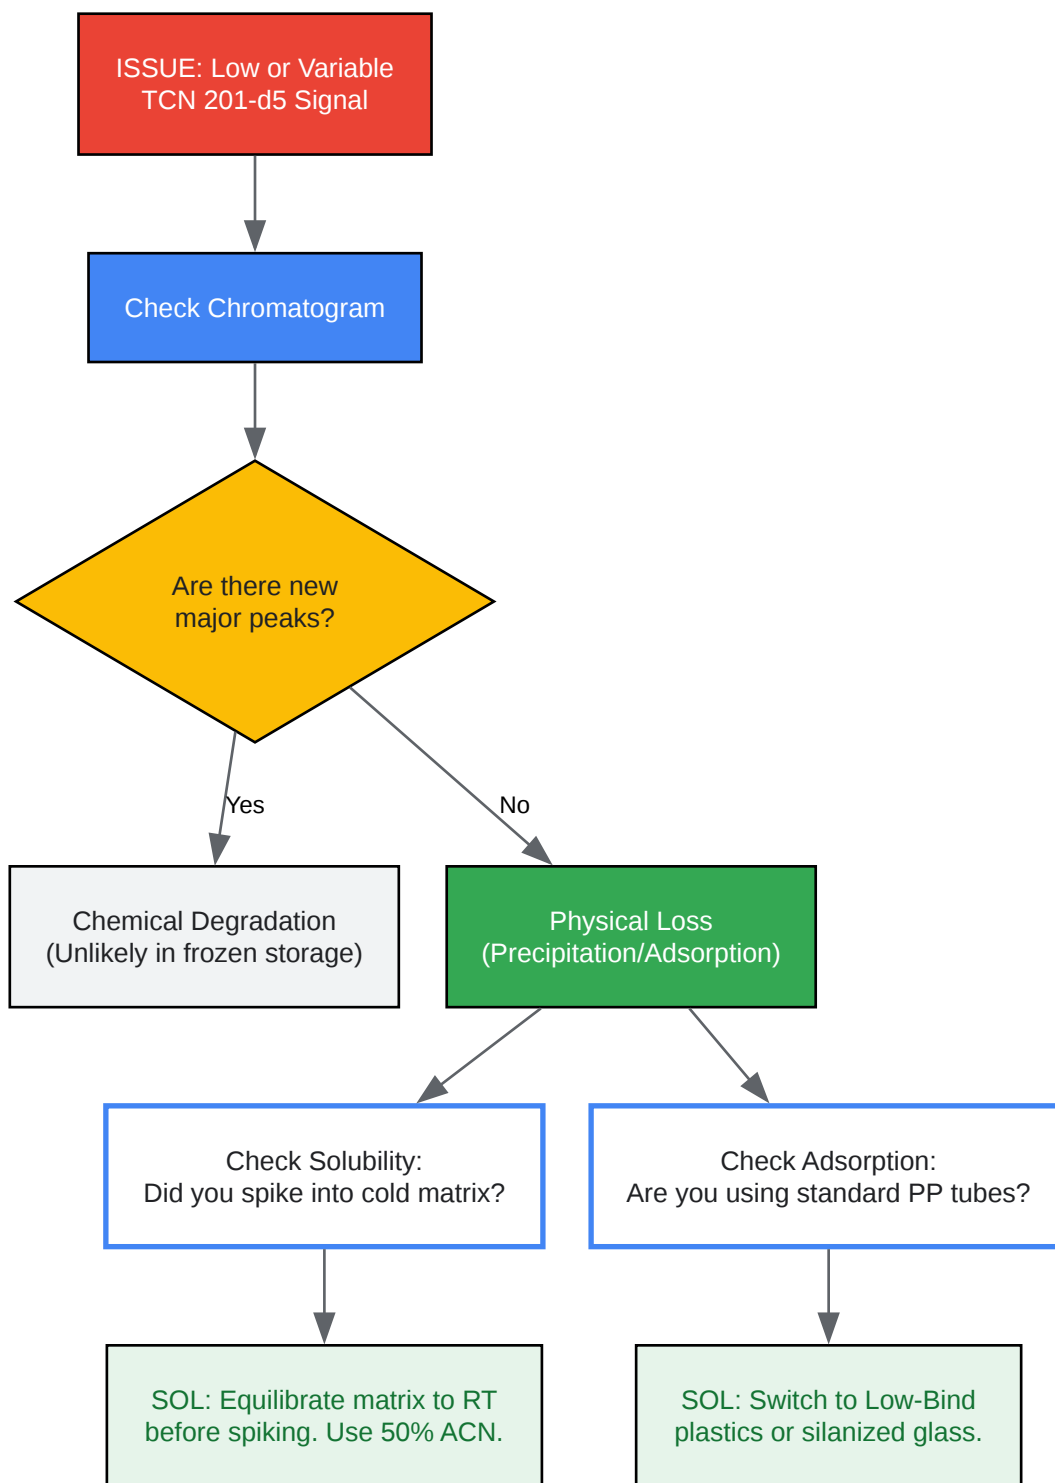 ISSUE: Low or Variable
TCN 201-d5 Signal
Check Chromatogram
Are there new
major peaks?
Yes
No
Chemical Degradation
(Unlikely in frozen storage)
Physical Loss
(Precipitation/Adsorption)
Check Solubility:
Did you spike into cold matrix?
Check Adsorption:
Are you using standard PP tubes?
SOL: Equilibrate matrix to RT
before spiking. Use 50% ACN.
SOL: Switch to Low-Bind
plastics or silanized glass.